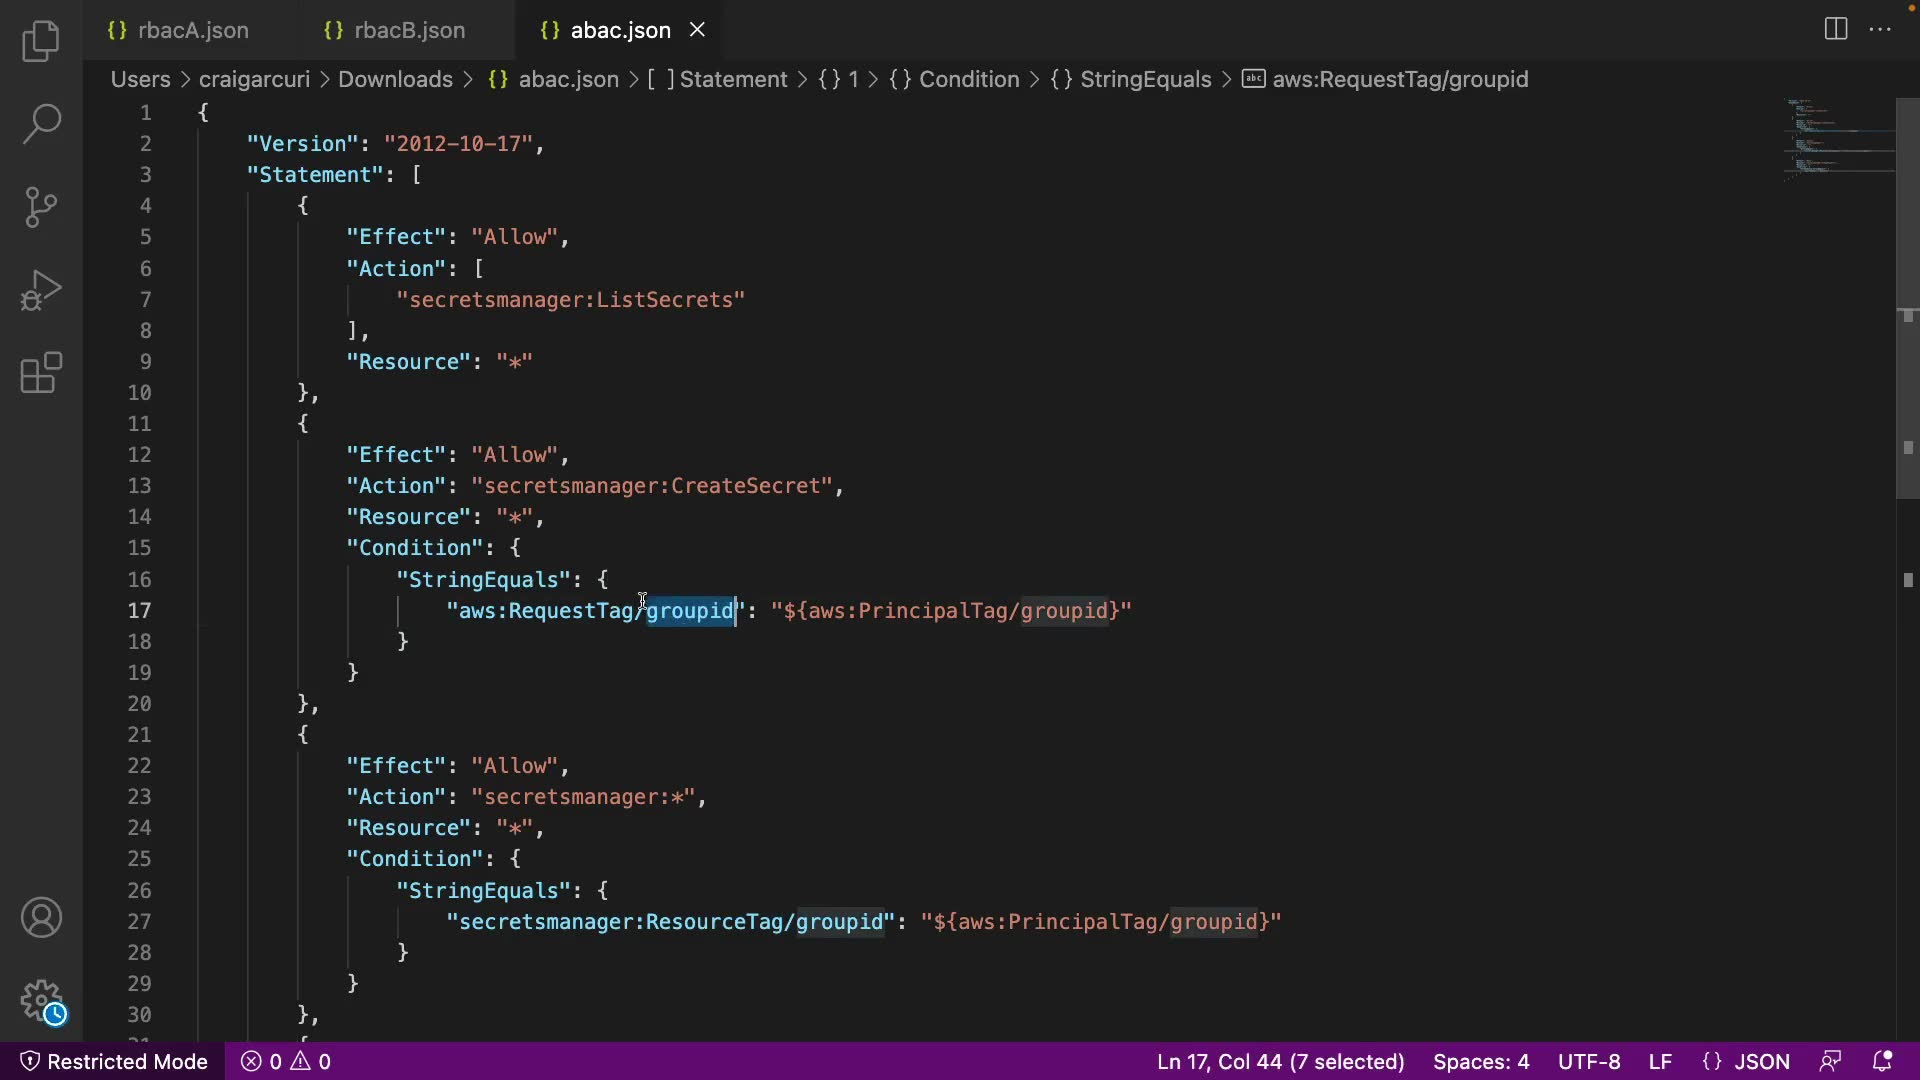 {} rbacA.json {} rbacB.json {} abac.json
Users > craigarcuri > Downloads > {} abac.json > [ ] Statement > {} 1 > {} Condition > {} StringEquals > abc aws:RequestTag/groupid
1 {
2 "Version": "2012-10-17",
3 "Statement": [
4 {
5 "Effect": "Allow",
6 "Action": [
7 "secretsmanager:ListSecrets"
8 ],
9 "Resource": "*"
10 },
11 {
12 "Effect": "Allow",
13 "Action": "secretsmanager:CreateSecret",
14 "Resource": "*",
15 "Condition": {
16 "StringEquals": {
17 "aws:RequestTag/groupid": "${aws:PrincipalTag/groupid}"
18 }
19 }
20 },
21 {
22 "Effect": "Allow",
23 "Action": "secretsmanager:*",
24 "Resource": "*",
25 "Condition": {
26 "StringEquals": {
27 "secretsmanager:ResourceTag/groupid": "${aws:PrincipalTag/groupid}"
28 }
29 }
30 },
Restricted Mode 0 0 Ln 17, Col 44 (7 selected) Spaces: 4 UTF-8 LF {} JSON